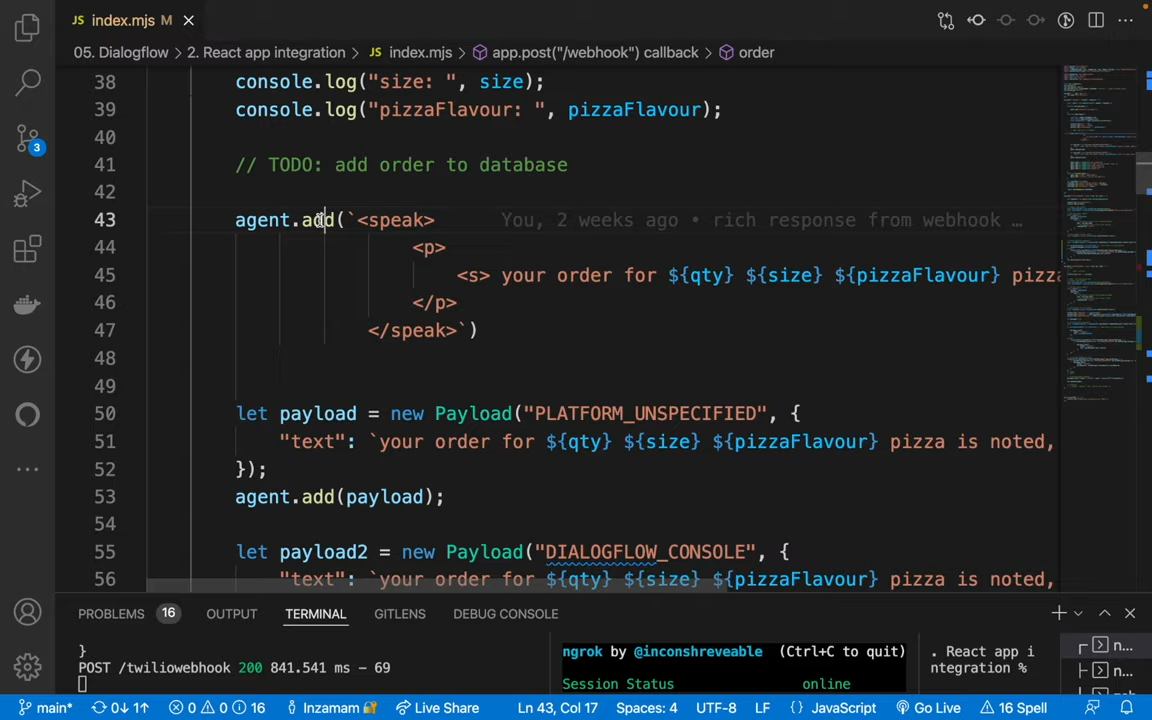 JS index.mjs M
05. Dialogflow > 2. React app integration > JS index.mjs > app.post("/webhook") callback > order
38 console.log("size: ", size);
39 console.log("pizzaFlavour: ", pizzaFlavour);
40
41 // TODO: add order to database
42
43 agent.add(`<speak> You, 2 weeks ago • rich response from webhook …
44 <p>
45 <s> your order for ${qty} ${size} ${pizzaFlavour} pizza
46 </p>
47 </speak>`)
48
49
50 let payload = new Payload("PLATFORM_UNSPECIFIED", {
51 "text": `your order for ${qty} ${size} ${pizzaFlavour} pizza is noted,
52 });
53 agent.add(payload);
54
55 let payload2 = new Payload("DIALOGFLOW_CONSOLE", {
56 "text": `your order for ${qty} ${size} ${pizzaFlavour} pizza is noted,
3
PROBLEMS 16 OUTPUT TERMINAL GITLENS DEBUG CONSOLE
}
POST /twiliowebhook 200 841.541 ms - 69
ngrok by @inconshreveable (Ctrl+C to quit)
Session Status online
. React app i
ntegration %
n...
n...
main* 0↓ 1↑ 0 0 16 Inzamam Live Share Ln 43, Col 17 Spaces: 4 UTF-8 LF {} JavaScript Go Live 16 Spell